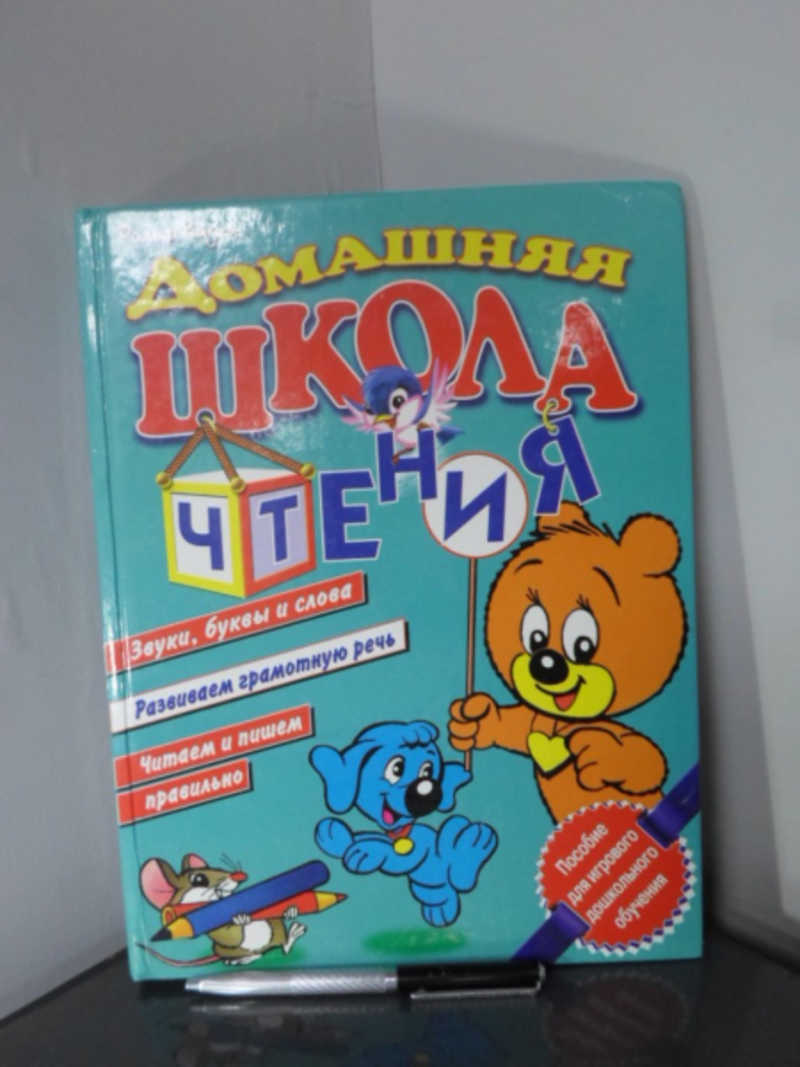 Домашняя
ШКОЛА
ЧТЕНИЯ
Звуки, буквы и слова
Развиваем грамотную речь
Читаем и пишем
правильно
Пособие
для игрового
дошкольного
обучения